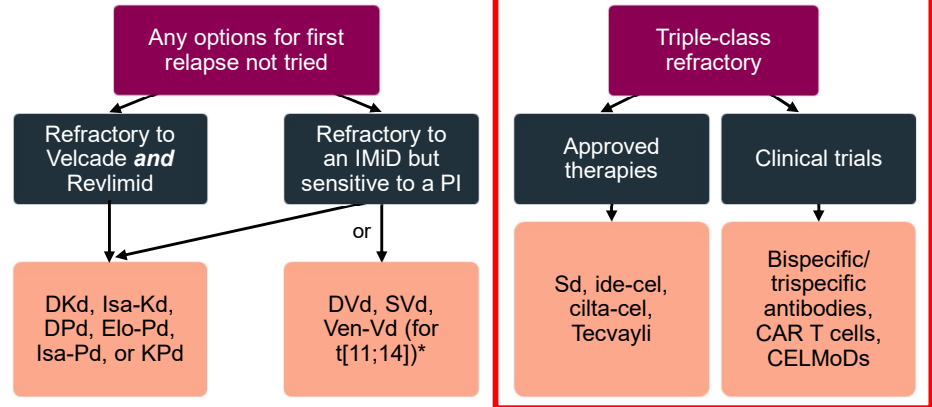 Any options for first
relapse not tried
Refractory to
Velcade and
Revlimid
Refractory to
an IMiD but
sensitive to a PI
or
DKd, Isa-Kd,
DPd, Elo-Pd,
Isa-Pd, or KPd
DVd, SVd,
Ven-Vd (for
t[11;14])*
Triple-class
refractory
Approved
therapies
Clinical trials
Sd, ide-cel,
cilta-cel,
Tecvayli
Bispecific/
trispecific
antibodies,
CAR T cells,
CELMoDs